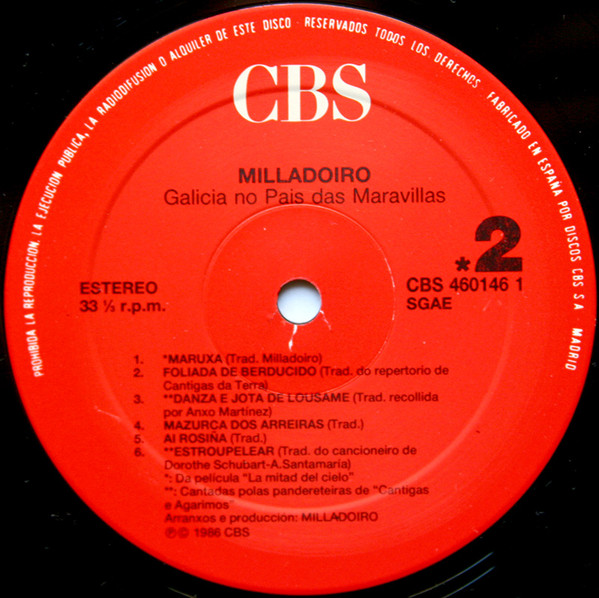 PROHIBIDA LA REPRODUCCION, LA EJECUCION PUBLICA, LA RADIODIFUSION O ALQUILER DE ESTE DISCO · RESERVADOS TODOS LOS DERECHOS. FABRICADO EN ESPAÑA POR DISCOS CBS S A MADRID
CBS
MILLADOIRO
Galicia no Pais das Maravillas
*2
ESTEREO
33 ⅓ r.p.m.
CBS 460146 1
SGAE
1. *MARUXA (Trad. Milladoiro)
2. FOLIADA DE BERDUCIDO (Trad. do repertorio de
Cantigas da Terra)
3. **DANZA E JOTA DE LOUSAME (Trad. recollida
por Anxo Martínez)
4. MAZURCA DOS ARREIRAS (Trad.)
5. AI ROSIÑA (Trad.)
6. **ESTROUPELEAR (Trad. do cancioneiro de
Dorothe Schubart-A.Santamaría)
*: Da película "La mitad del cielo"
**: Cantadas polas pandereteiras de "Cantigas
e Agarimos"
Arranxos e produción: MILLADOIRO
℗© 1986 CBS